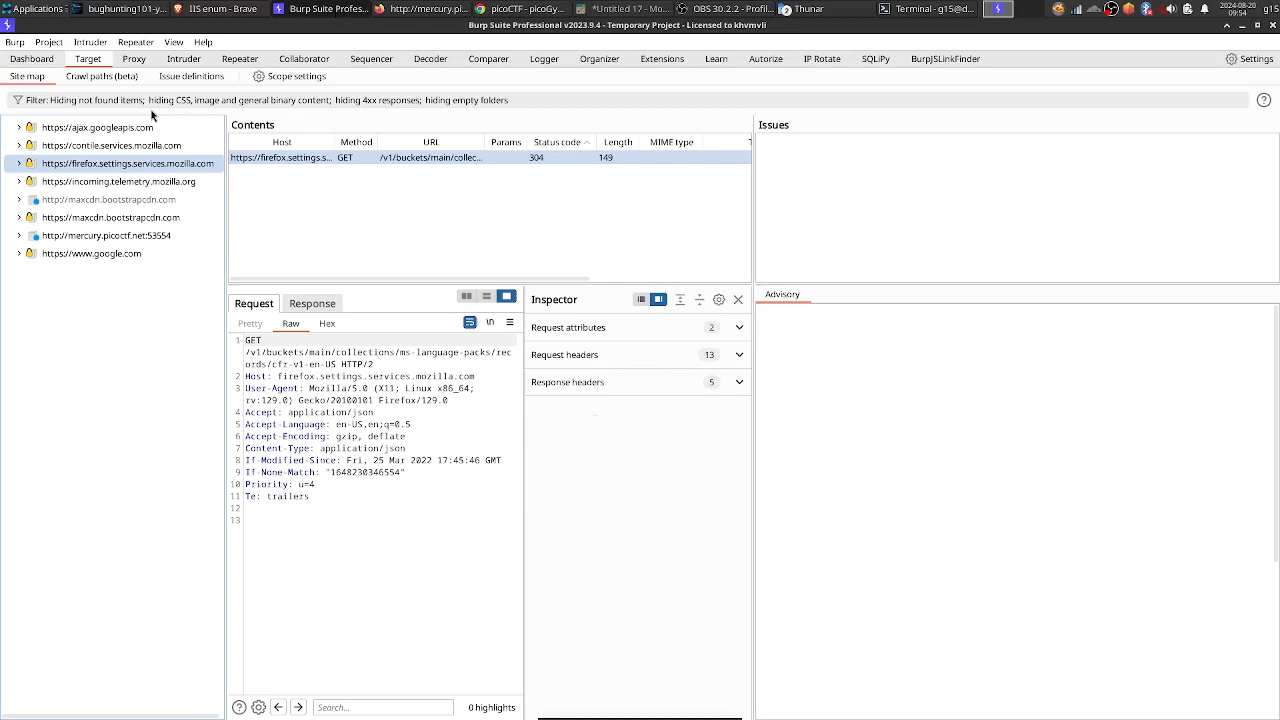 Applications
bughunting101-y...
IIS enum - Brave
Burp Suite Profes...
http://mercury.p...
picoCTF - picoGy...
*Untitled 17 - Mo...
OBS 30.2.2 - Profil...
2 Thunar
Terminal -g15@d...
2024-08-20
09:54
g15
Burp Suite Professional v2023.9.4 - Temporary Project - Licensed to khvmvli
Burp Project Intruder Repeater View Help
Dashboard Target Proxy Intruder Repeater Collaborator Sequencer Decoder Comparer Logger Organizer Extensions Learn Autorize IP Rotate SQLiPy BurpJSLinkFinder Settings
Site map Crawl paths (beta) Issue definitions Scope settings
Filter: Hiding not found items; hiding CSS, image and general binary content; hiding 4xx responses; hiding empty folders
https://ajax.googleapis.com
https://contile.services.mozilla.com
https://firefox.settings.services.mozilla.com
https://incoming.telemetry.mozilla.org
http://maxcdn.bootstrapcdn.com
https://maxcdn.bootstrapcdn.com
http://mercury.picoctf.net:53554
https://www.google.com
Contents
Host Method URL Params Status code Length MIME type T
https://firefox.settings.s... GET /v1/buckets/main/collec... 304 149
Request Response
Pretty Raw Hex
\n
1 GET
/v1/buckets/main/collections/ms-language-packs/rec
ords/cfr-v1-en-US HTTP/2
2 Host: firefox.settings.services.mozilla.com
3 User-Agent: Mozilla/5.0 (X11; Linux x86_64;
rv:129.0) Gecko/20100101 Firefox/129.0
4 Accept: application/json
5 Accept-Language: en-US,en;q=0.5
6 Accept-Encoding: gzip, deflate
7 Content-Type: application/json
8 If-Modified-Since: Fri, 25 Mar 2022 17:45:46 GMT
9 If-None-Match: "1648230346554"
10 Priority: u=4
11 Te: trailers
12
13
Search...
0 highlights
Inspector
Request attributes 2
Request headers 13
Response headers 5
Issues
Advisory